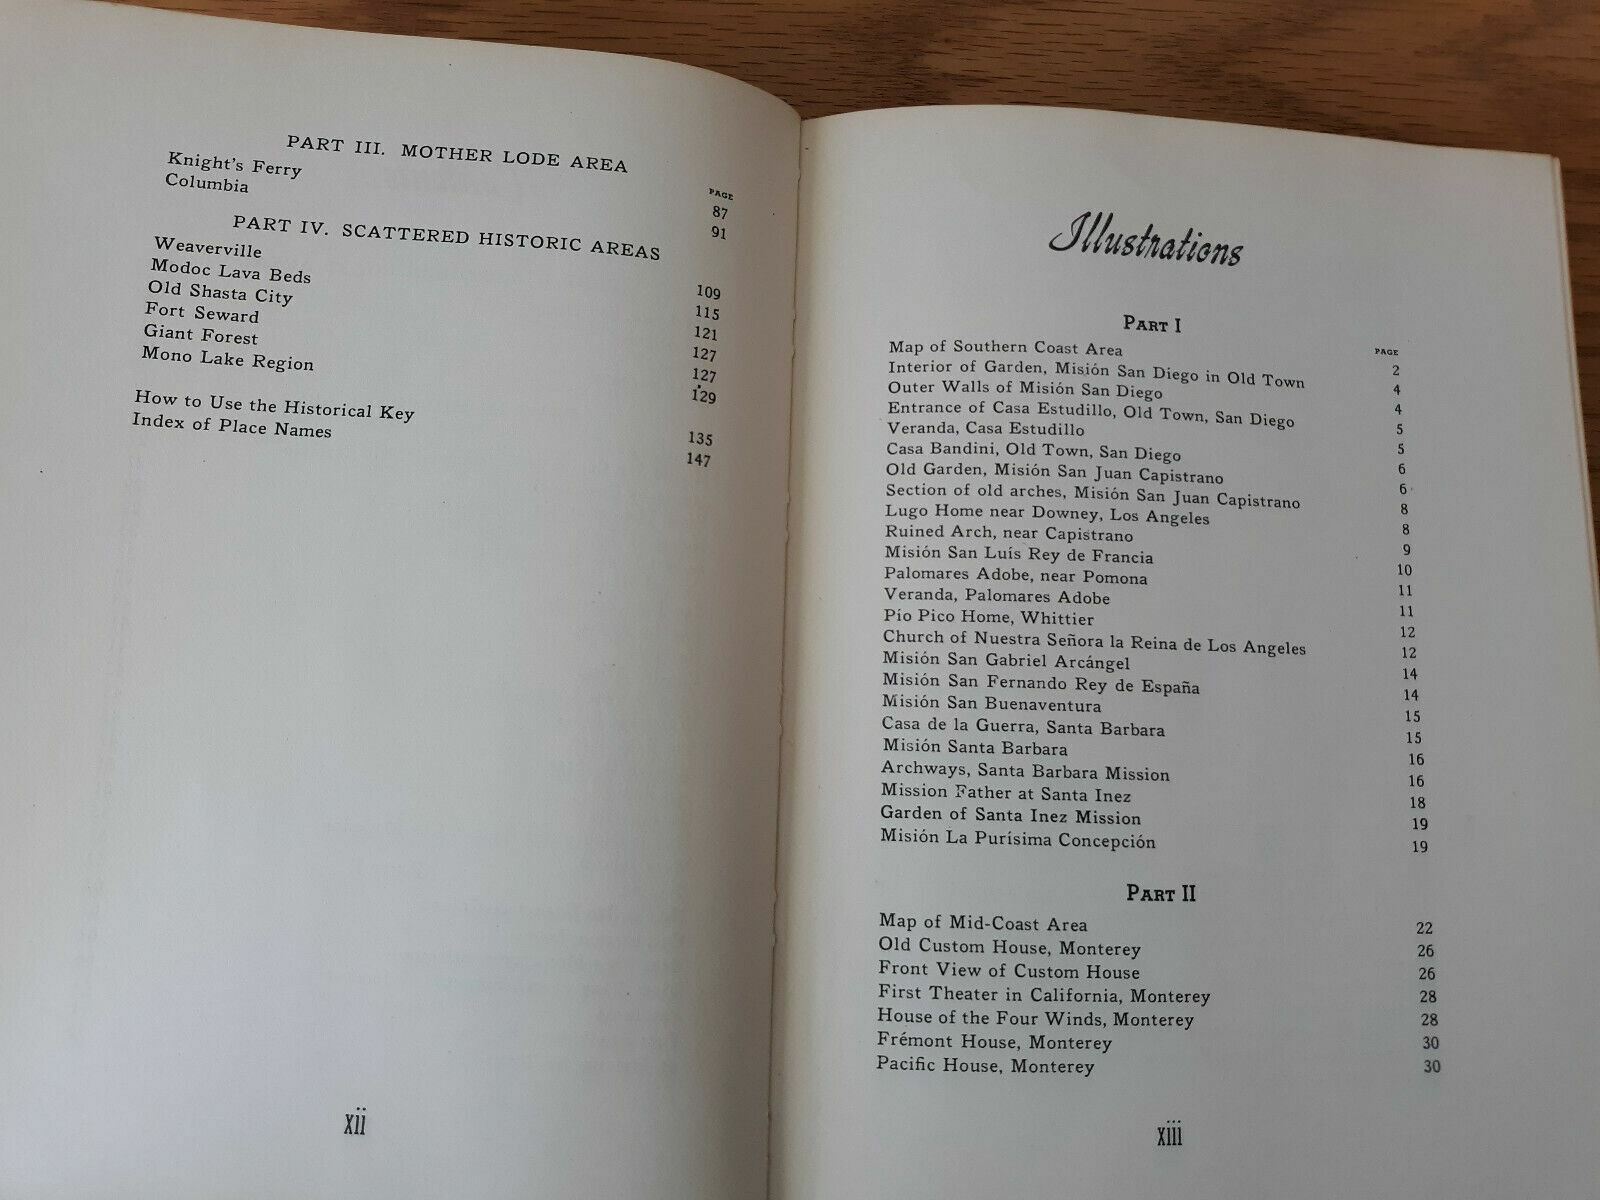 PART III. MOTHER LODE AREA
PAGE
Knight's Ferry 87
Columbia 91
PART IV. SCATTERED HISTORIC AREAS
Weaverville 109
Modoc Lava Beds 115
Old Shasta City 121
Fort Seward 127
Giant Forest 127
Mono Lake Region 129
How to Use the Historical Key 135
Index of Place Names 147
xii
Illustrations
PART I
PAGE
Map of Southern Coast Area 2
Interior of Garden, Misión San Diego in Old Town 4
Outer Walls of Misión San Diego 4
Entrance of Casa Estudillo, Old Town, San Diego 5
Veranda, Casa Estudillo 5
Casa Bandini, Old Town, San Diego 6
Old Garden, Misión San Juan Capistrano 6
Section of old arches, Misión San Juan Capistrano 8
Lugo Home near Downey, Los Angeles 8
Ruined Arch, near Capistrano 9
Misión San Luís Rey de Francia 10
Palomares Adobe, near Pomona 11
Veranda, Palomares Adobe 11
Pío Pico Home, Whittier 12
Church of Nuestra Señora la Reina de Los Angeles 12
Misión San Gabriel Arcángel 14
Misión San Fernando Rey de España 14
Misión San Buenaventura 15
Casa de la Guerra, Santa Barbara 15
Misión Santa Barbara 16
Archways, Santa Barbara Mission 16
Mission Father at Santa Inez 18
Garden of Santa Inez Mission 19
Misión La Purísima Concepción 19
PART II
Map of Mid-Coast Area 22
Old Custom House, Monterey 26
Front View of Custom House 26
First Theater in California, Monterey 28
House of the Four Winds, Monterey 28
Frémont House, Monterey 30
Pacific House, Monterey 30
xiii